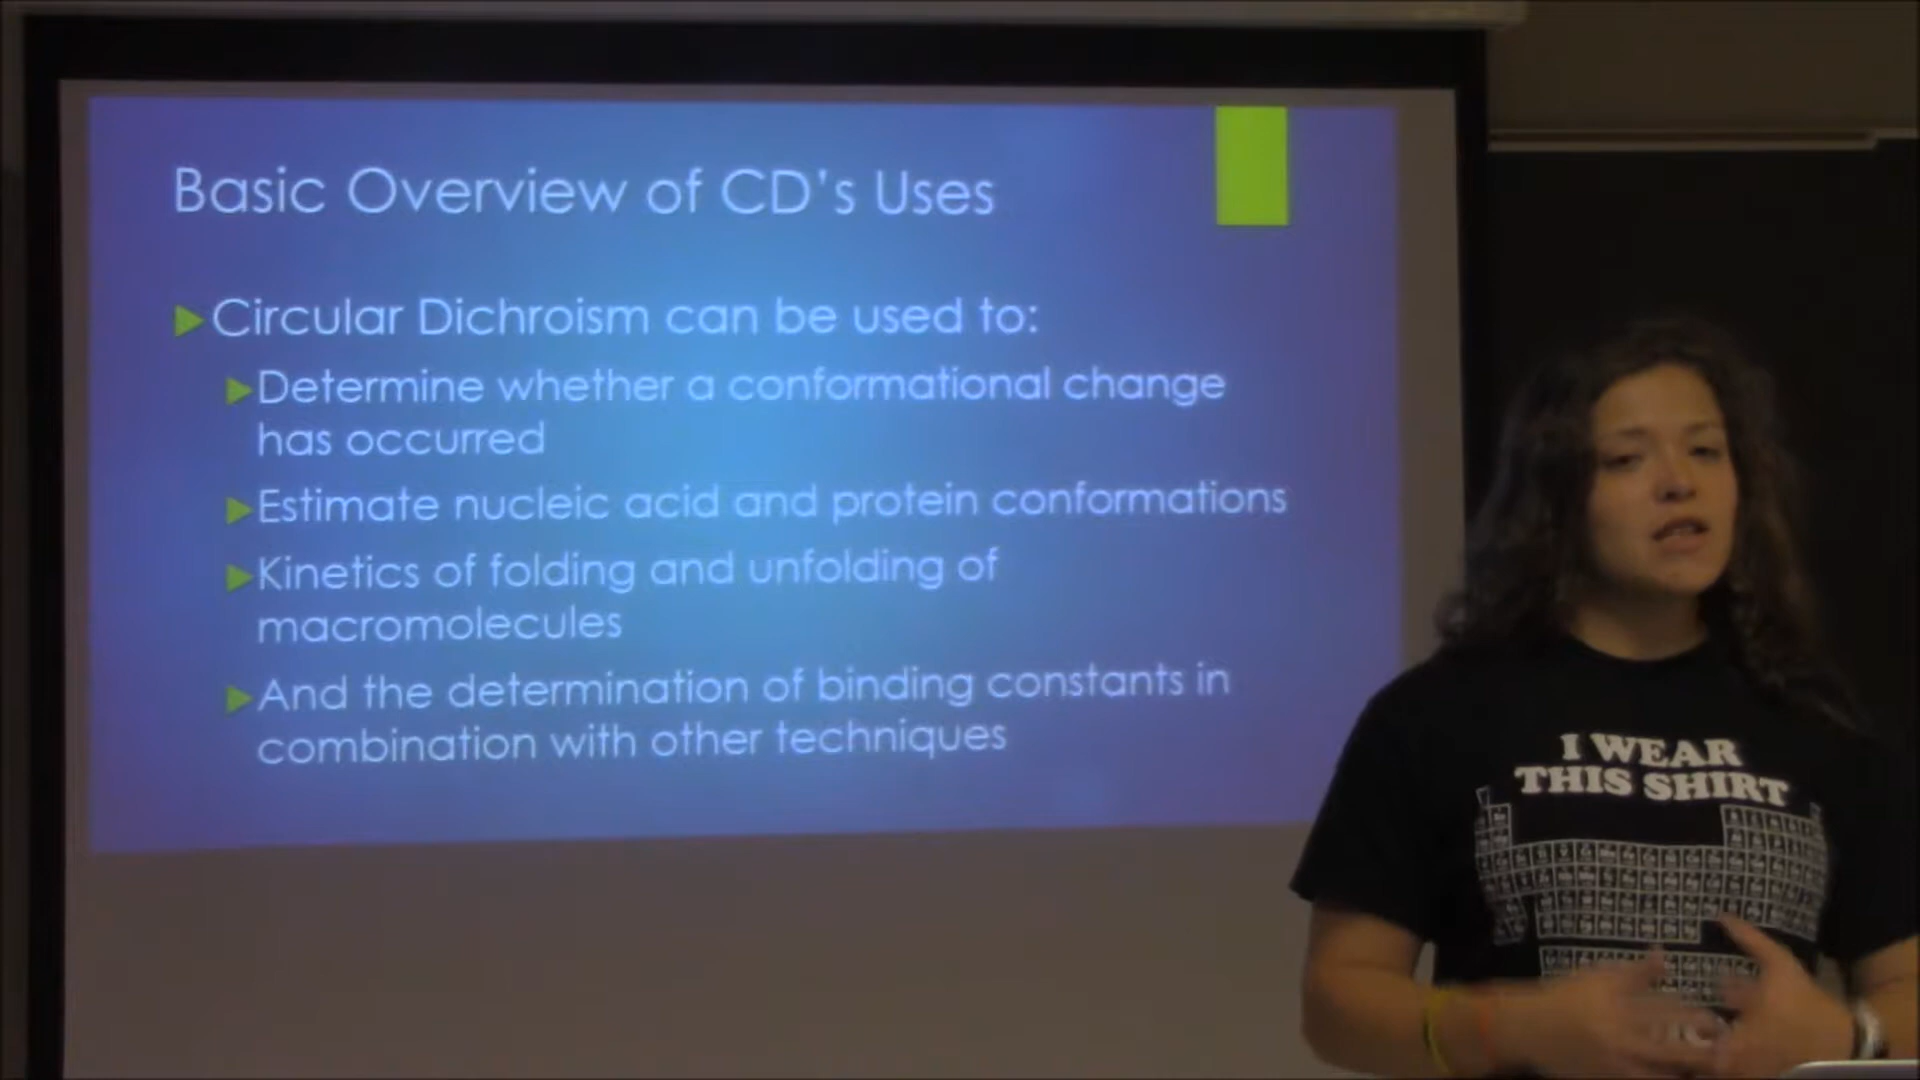 Basic Overview of CD's Uses
Circular Dichroism can be used to:
Determine whether a conformational change
has occurred
Estimate nucleic acid and protein conformations
Kinetics of folding and unfolding of
macromolecules
And the determination of binding constants in
combination with other techniques
I WEAR
THIS SHIRT